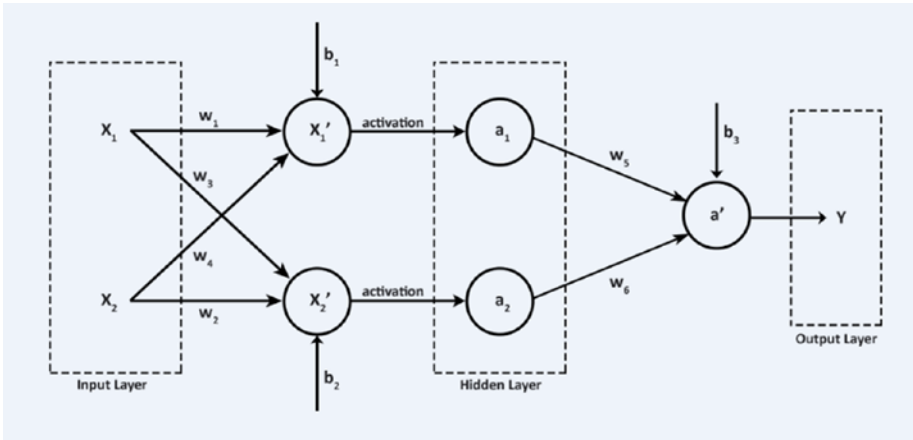 b₁
w₁
X₁
X₁′
activation
a₁
w₃
w₅
b₃
a′
Y
w₄
w₆
X₂
w₂
X₂′
activation
a₂
Output Layer
b₂
Input Layer
Hidden Layer